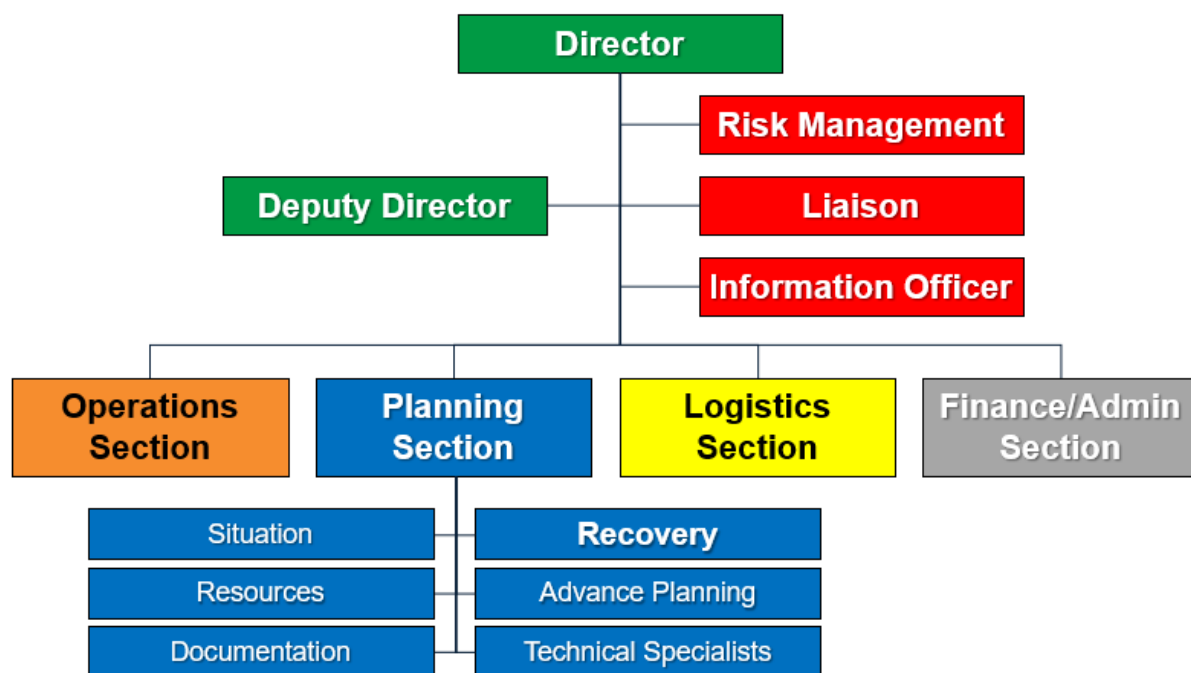 Director
Risk Management
Deputy Director
Liaison
Information Officer
Operations
Section
Planning
Section
Logistics
Section
Finance/Admin
Section
Situation
Recovery
Resources
Advance Planning
Documentation
Technical Specialists